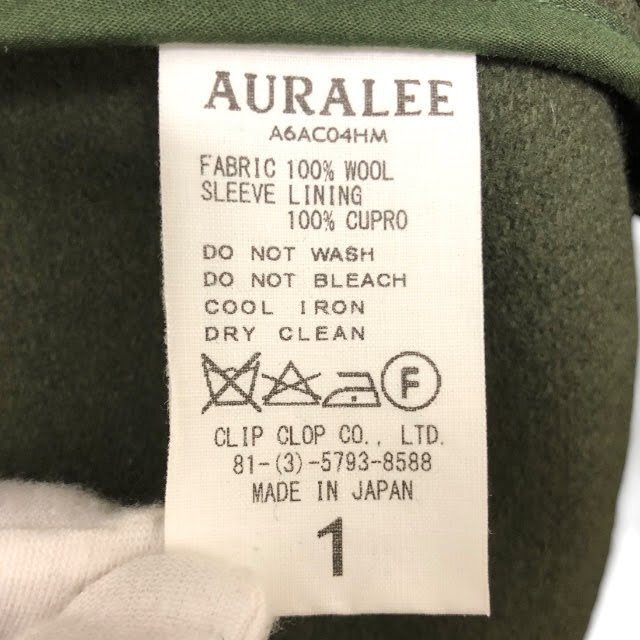 AURALEE
A6AC04HM
FABRIC 100% WOOL
SLEEVE LINING
100% CUPRO
DO NOT WASH
DO NOT BLEACH
COOL IRON
DRY CLEAN
F
CLIP CLOP CO., LTD.
81-(3)-5793-8588
MADE IN JAPAN
1